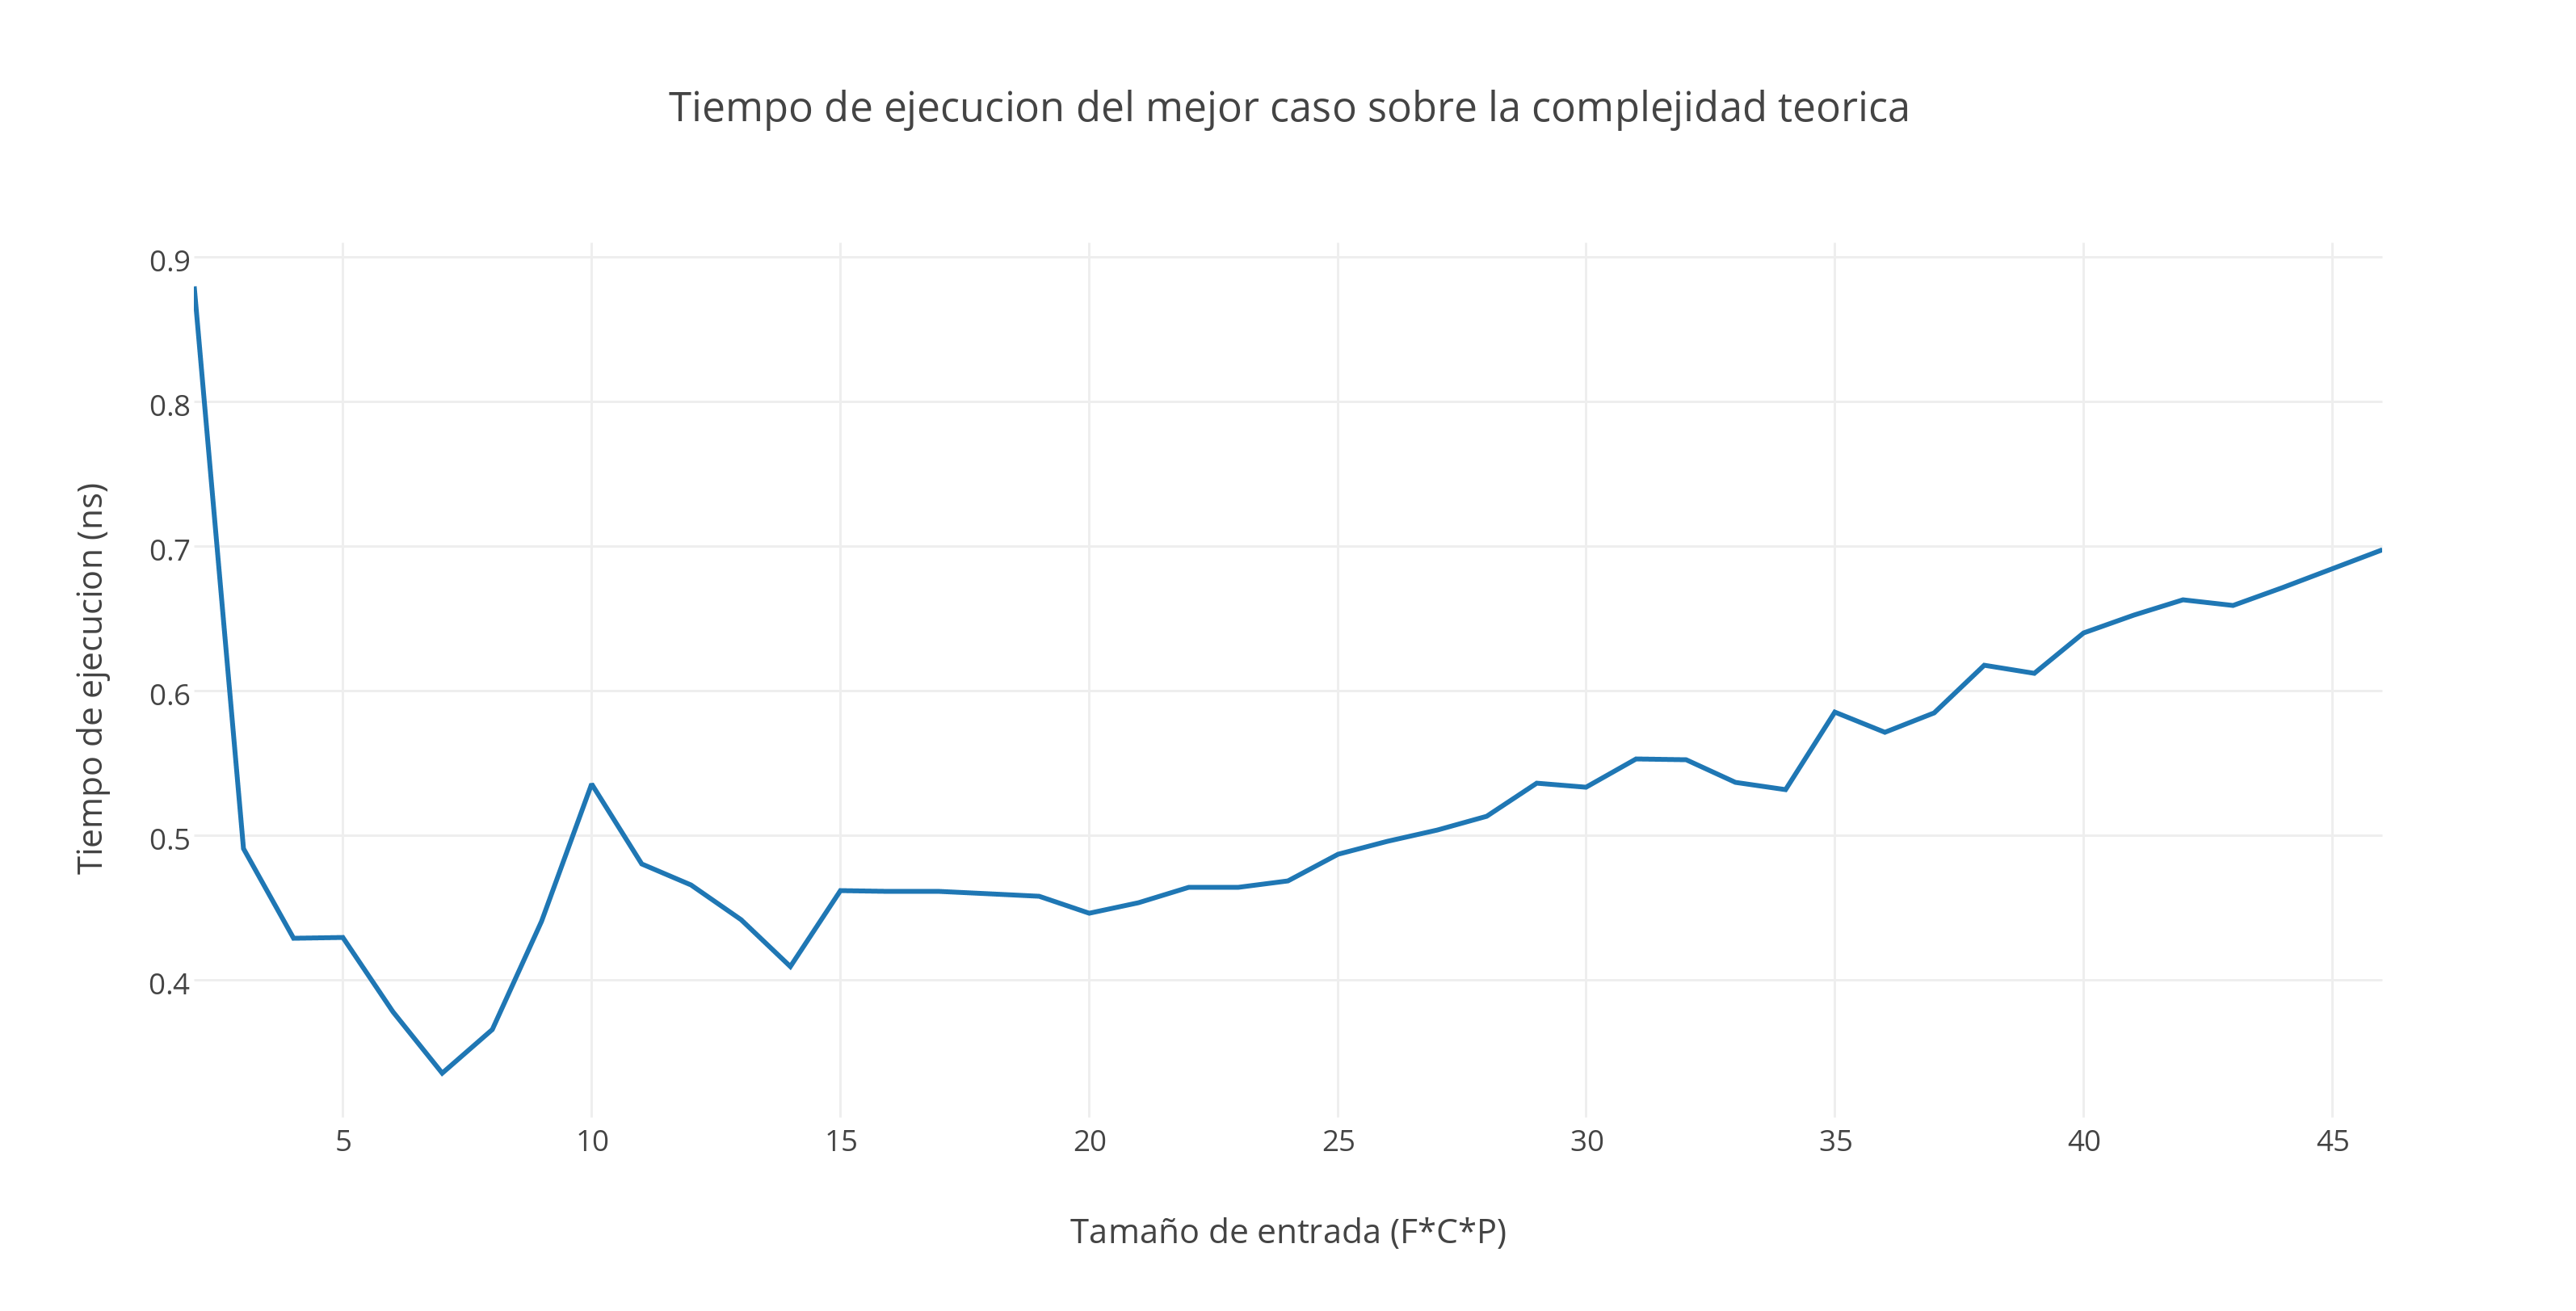 Tiempo de ejecucion del mejor caso sobre la complejidad teorica
0.9
0.8
0.7
0.6
0.5
0.4
Tiempo de ejecucion (ns)
5 10 15 20 25 30 35 40 45
Tamaño de entrada (F*C*P)